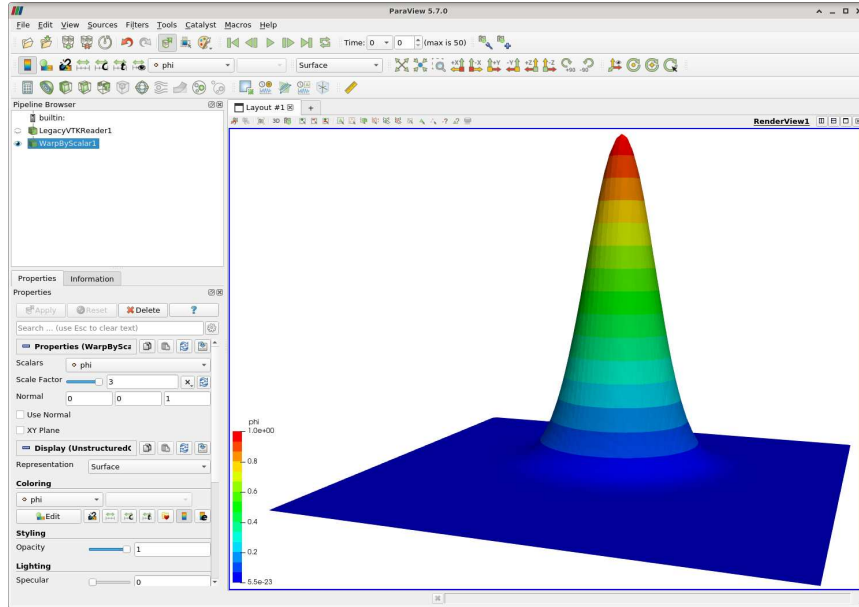 ParaView 5.7.0
File Edit View Sources Filters Tools Catalyst Macros Help
Time: 0 0 (max is 50)
phi Surface +X -X +Y -Y +Z -Z +90 -90
Pipeline Browser
Layout #1 +
builtin:
3D
RenderView1
LegacyVTKReader1
WarpByScalar1
Properties Information
Properties
Apply Reset Delete ?
Search ... (use Esc to clear text)
Properties (WarpBySca
Scalars phi
Scale Factor 3
Normal 0 0 1
Use Normal
XY Plane
Display (Unstructured
Representation Surface
Coloring
phi
Edit
Styling
Opacity 1
Lighting
Specular 0
phi
1.0e+00
0.8
0.6
0.4
0.2
5.5e-23